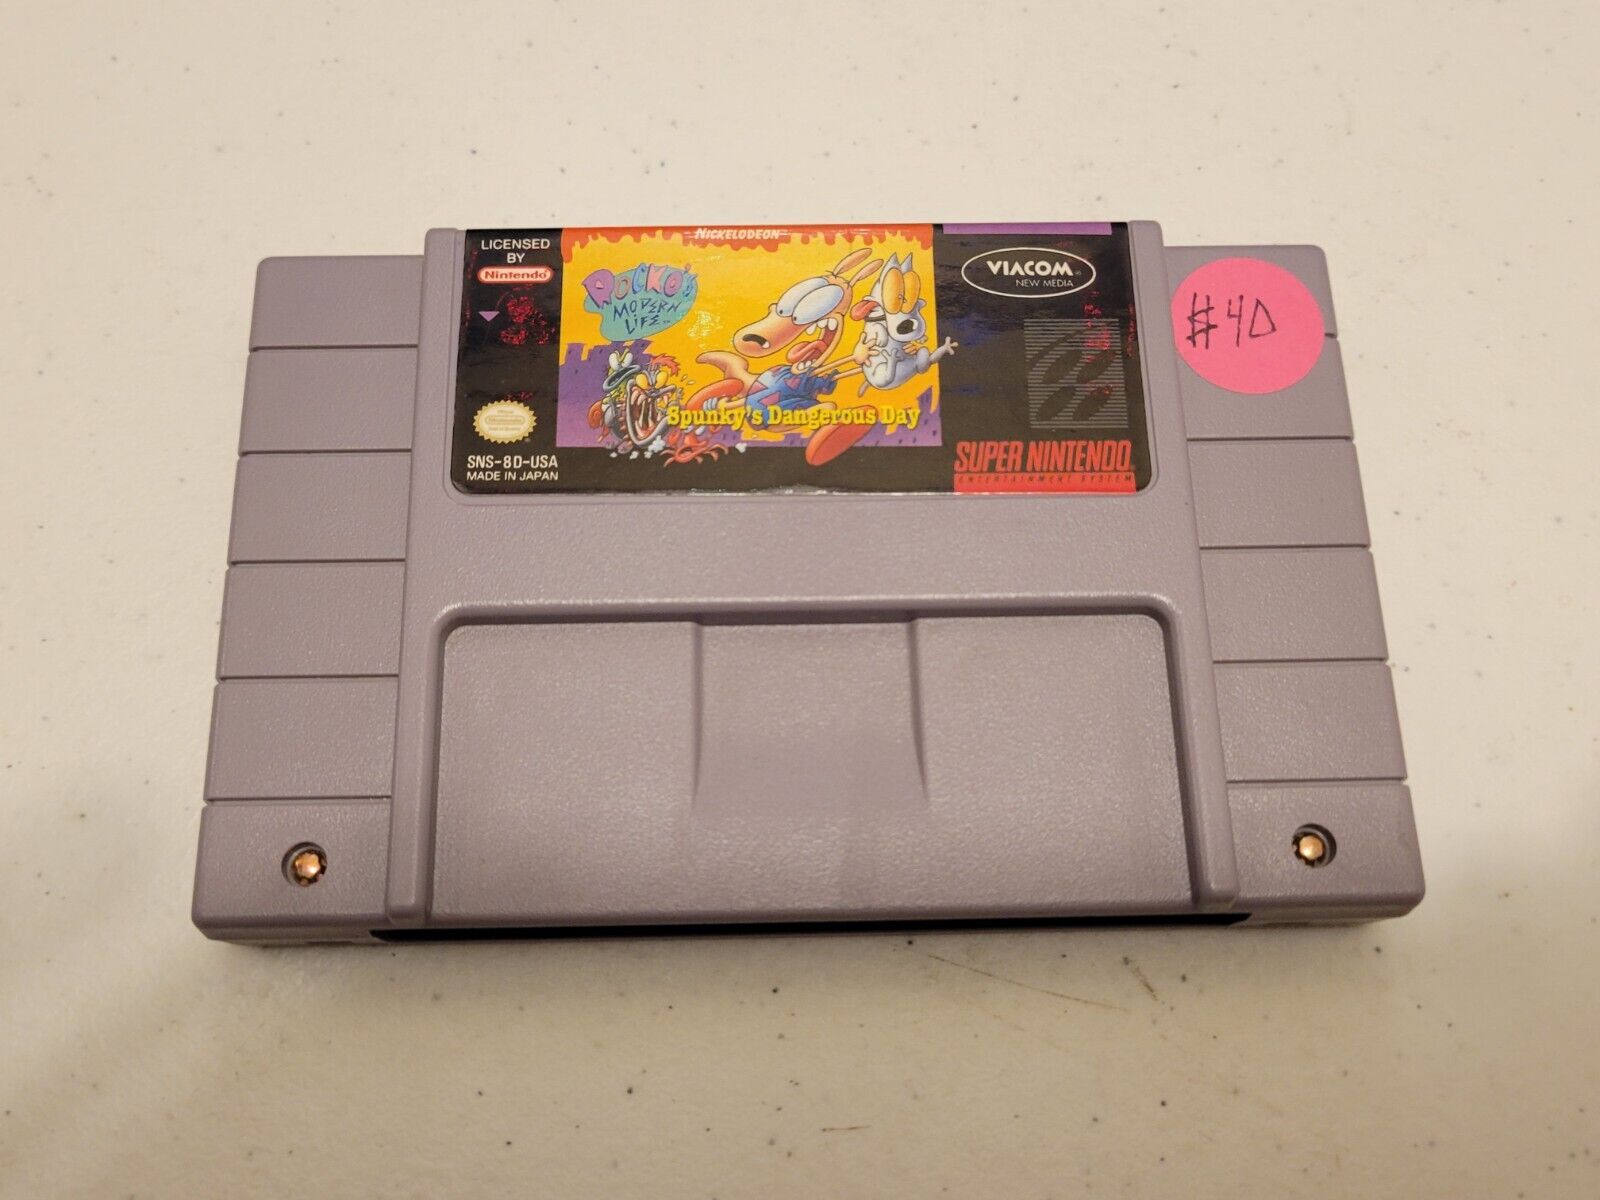 LICENSED
BY
Nintendo
SNS-8D-USA
MADE IN JAPAN
NICKELODEON
ROCKO's
MODERN
LiFE
Spunky's Dangerous Day
VIACOM
NEW MEDIA
SUPER NINTENDO
ENTERTAINMENT SYSTEM
#40